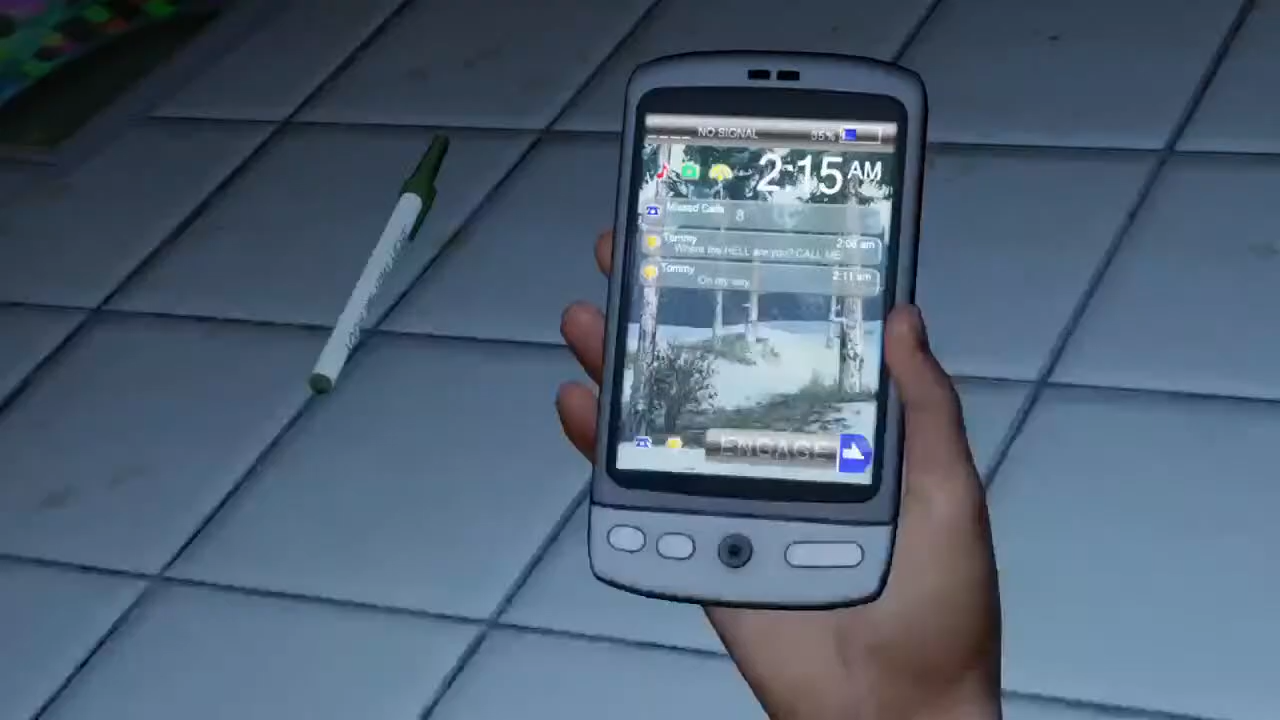 NO SIGNAL 35%
2:15 AM
Missed Calls 8
Tommy 2:08 am
Where the HELL are you? CALL ME
Tommy 2:11 am
On my way
ENGAGE